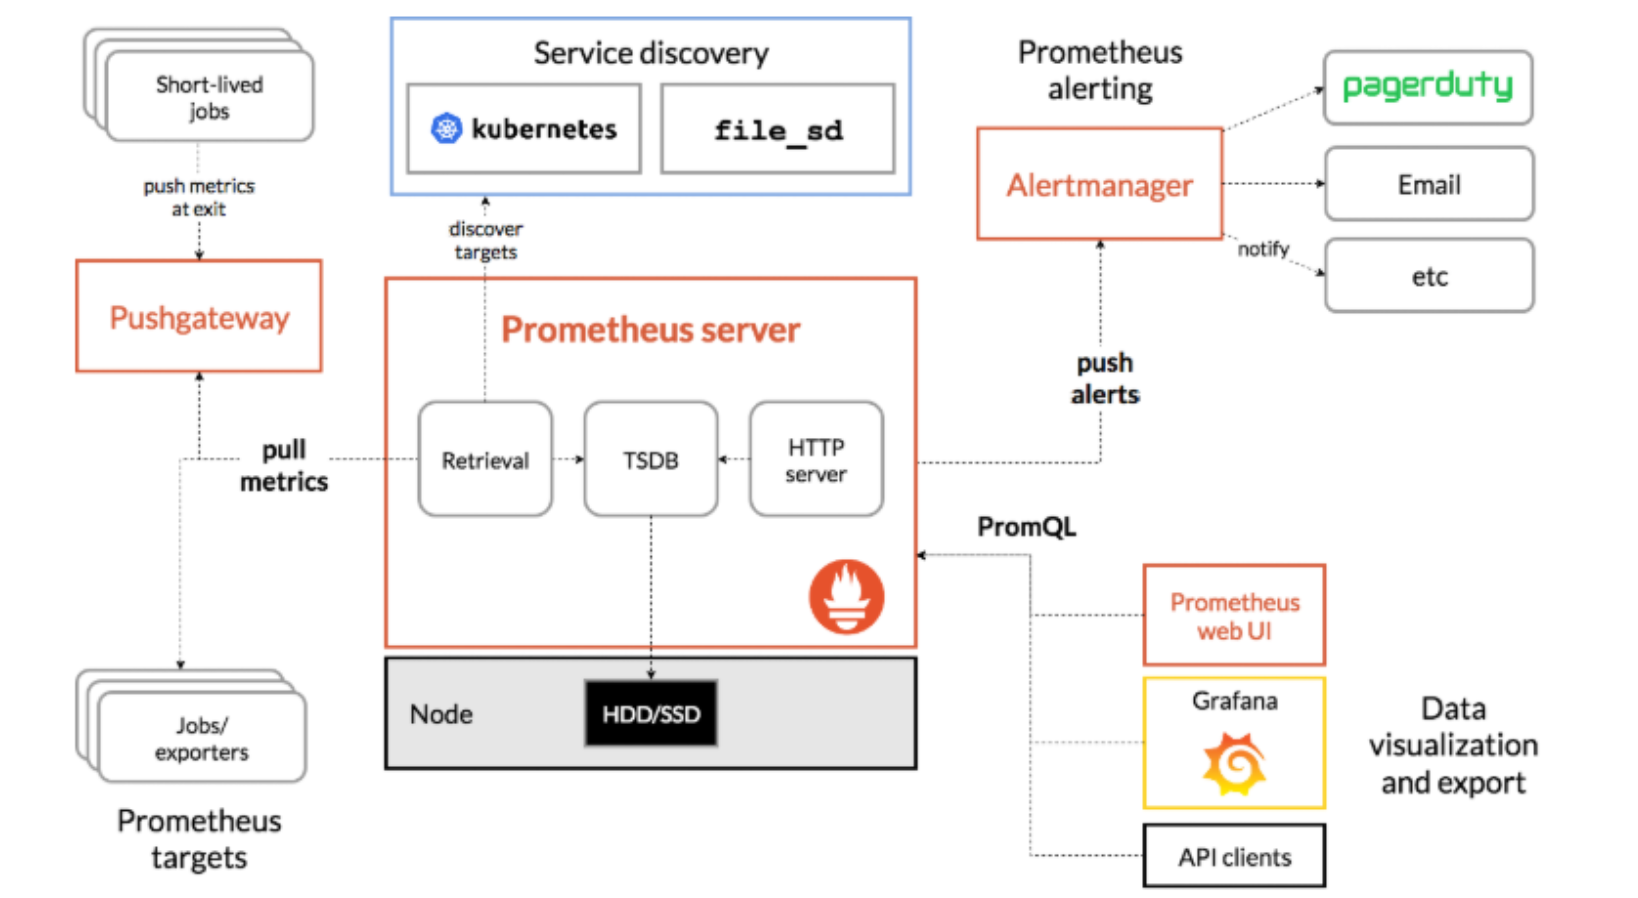 Short-lived
jobs
push metrics
at exit
Pushgateway
Service discovery
kubernetes
file_sd
discover
targets
Prometheus
alerting
Alertmanager
pagerduty
Email
notify
etc
Prometheus server
Retrieval
TSDB
HTTP
server
pull
metrics
push
alerts
PromQL
Node
HDD/SSD
Jobs/
exporters
Prometheus
targets
Prometheus
web UI
Grafana
API clients
Data
visualization
and export